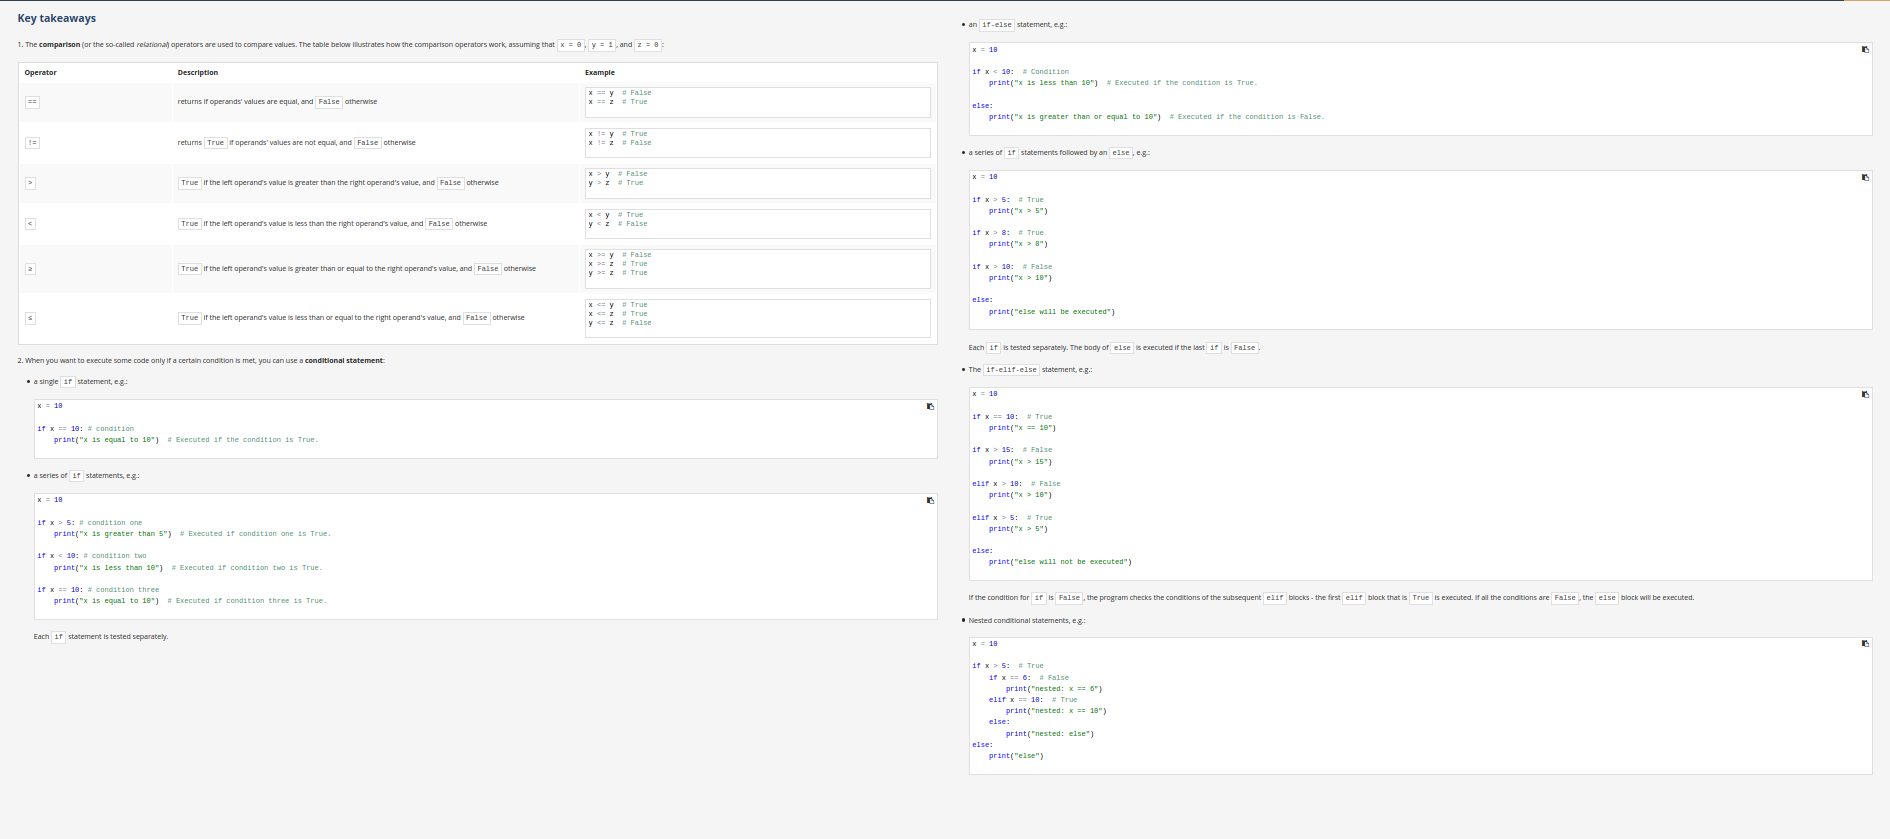 Key takeaways
1. The comparison (or the so-called relational) operators are used to compare values. The table below illustrates how the comparison operators work, assuming that x = 0, y = 1, and z = 0:
Operator Description Example
== returns if operands' values are equal, and False otherwise
x == y  # False
x == z  # True
!= returns True if operands' values are not equal, and False otherwise
x != y  # True
x != z  # False
> True if the left operand's value is greater than the right operand's value, and False otherwise
x > y  # False
y > z  # True
< True if the left operand's value is less than the right operand's value, and False otherwise
x < y  # True
y < z  # False
≥ True if the left operand's value is greater than or equal to the right operand's value, and False otherwise
x >= y  # False
x >= z  # True
y >= z  # True
≤ True if the left operand's value is less than or equal to the right operand's value, and False otherwise
x <= y  # True
x <= z  # True
y <= z  # False
2. When you want to execute some code only if a certain condition is met, you can use a conditional statement:
• a single if statement, e.g.:
x = 10
if x == 10: # condition
    print("x is equal to 10")  # Executed if the condition is True.
• a series of if statements, e.g.:
x = 10
if x > 5: # condition one
    print("x is greater than 5")  # Executed if condition one is True.
if x < 10: # condition two
    print("x is less than 10")  # Executed if condition two is True.
if x == 10: # condition three
    print("x is equal to 10")  # Executed if condition three is True.
Each if statement is tested separately.
• an if-else statement, e.g.:
x = 10
if x < 10:  # Condition
    print("x is less than 10")  # Executed if the condition is True.
else:
    print("x is greater than or equal to 10")  # Executed if the condition is False.
• a series of if statements followed by an else, e.g.:
x = 10
if x > 5:  # True
    print("x > 5")
if x > 8:  # True
    print("x > 8")
if x > 10:  # False
    print("x > 10")
else:
    print("else will be executed")
Each if is tested separately. The body of else is executed if the last if is False.
• The if-elif-else statement, e.g.:
x = 10
if x == 10:  # True
    print("x == 10")
if x > 15:  # False
    print("x > 15")
elif x > 10:  # False
    print("x > 10")
elif x > 5:  # True
    print("x > 5")
else:
    print("else will not be executed")
If the condition for if is False, the program checks the conditions of the subsequent elif blocks - the first elif block that is True is executed. If all the conditions are False, the else block will be executed.
• Nested conditional statements, e.g.:
x = 10
if x > 5:  # True
    if x == 6:  # False
        print("nested: x == 6")
    elif x == 10:  # True
        print("nested: x == 10")
    else:
        print("nested: else")
else:
    print("else")